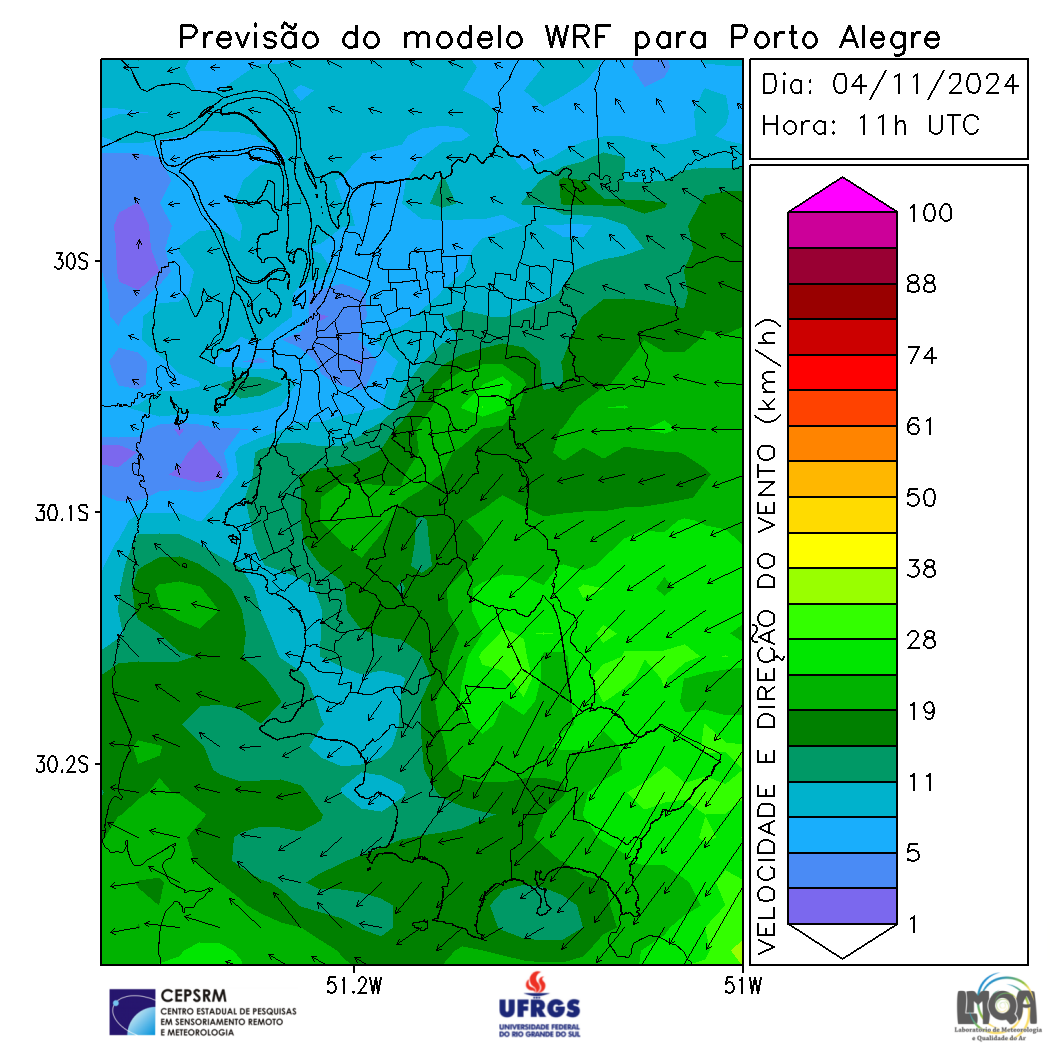 Previsão do modelo WRF para Porto Alegre
Dia: 04/11/2024
Hora: 11h UTC
30S
30.1S
30.2S
51.2W
51W
VELOCIDADE E DIREÇÃO DO VENTO (km/h)
100
88
74
61
50
38
28
19
11
5
1
CEPSRM
CENTRO ESTADUAL DE PESQUISAS
EM SENSORIAMENTO REMOTO
E METEOROLOGIA
UFRGS
UNIVERSIDADE FEDERAL
DO RIO GRANDE DO SUL
LMQA
Laboratório de Meteorologia
e Qualidade do Ar